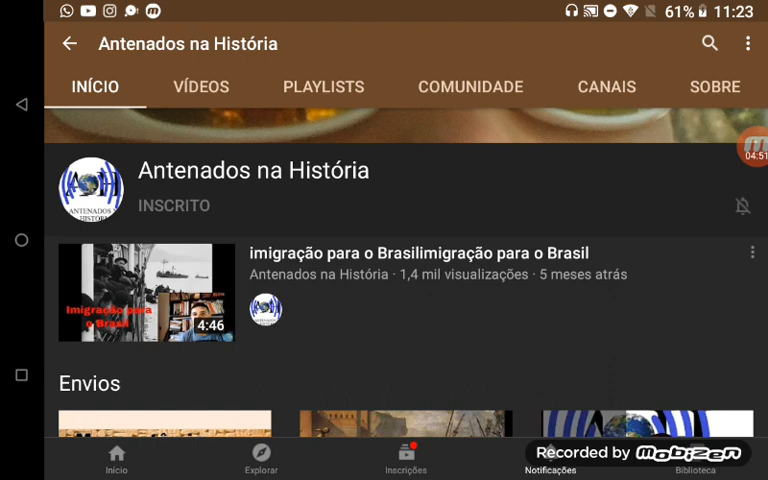 61% 11:23
Antenados na História
INÍCIO VÍDEOS PLAYLISTS COMUNIDADE CANAIS SOBRE
04:51
Antenados na História
INSCRITO
ANTENADOS N
HISTÓRIA
imigração para o Brasilimigração para o Brasil
Antenados na História · 1,4 mil visualizações · 5 meses atrás
Imigração para
o Brasil
4:46
Envios
Início Explorar Inscrições Notificações Biblioteca
Recorded by mobizen